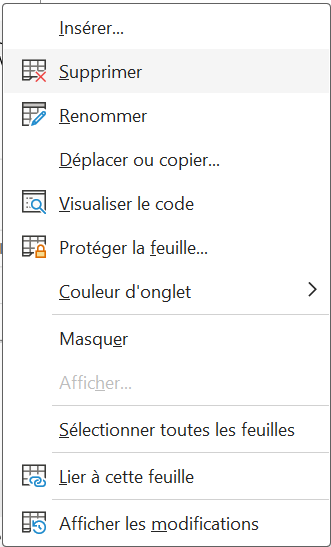 Insérer...
Supprimer
Renommer
Déplacer ou copier...
Visualiser le code
Protéger la feuille...
Couleur d'onglet
Masquer
Afficher...
Sélectionner toutes les feuilles
Lier à cette feuille
Afficher les modifications